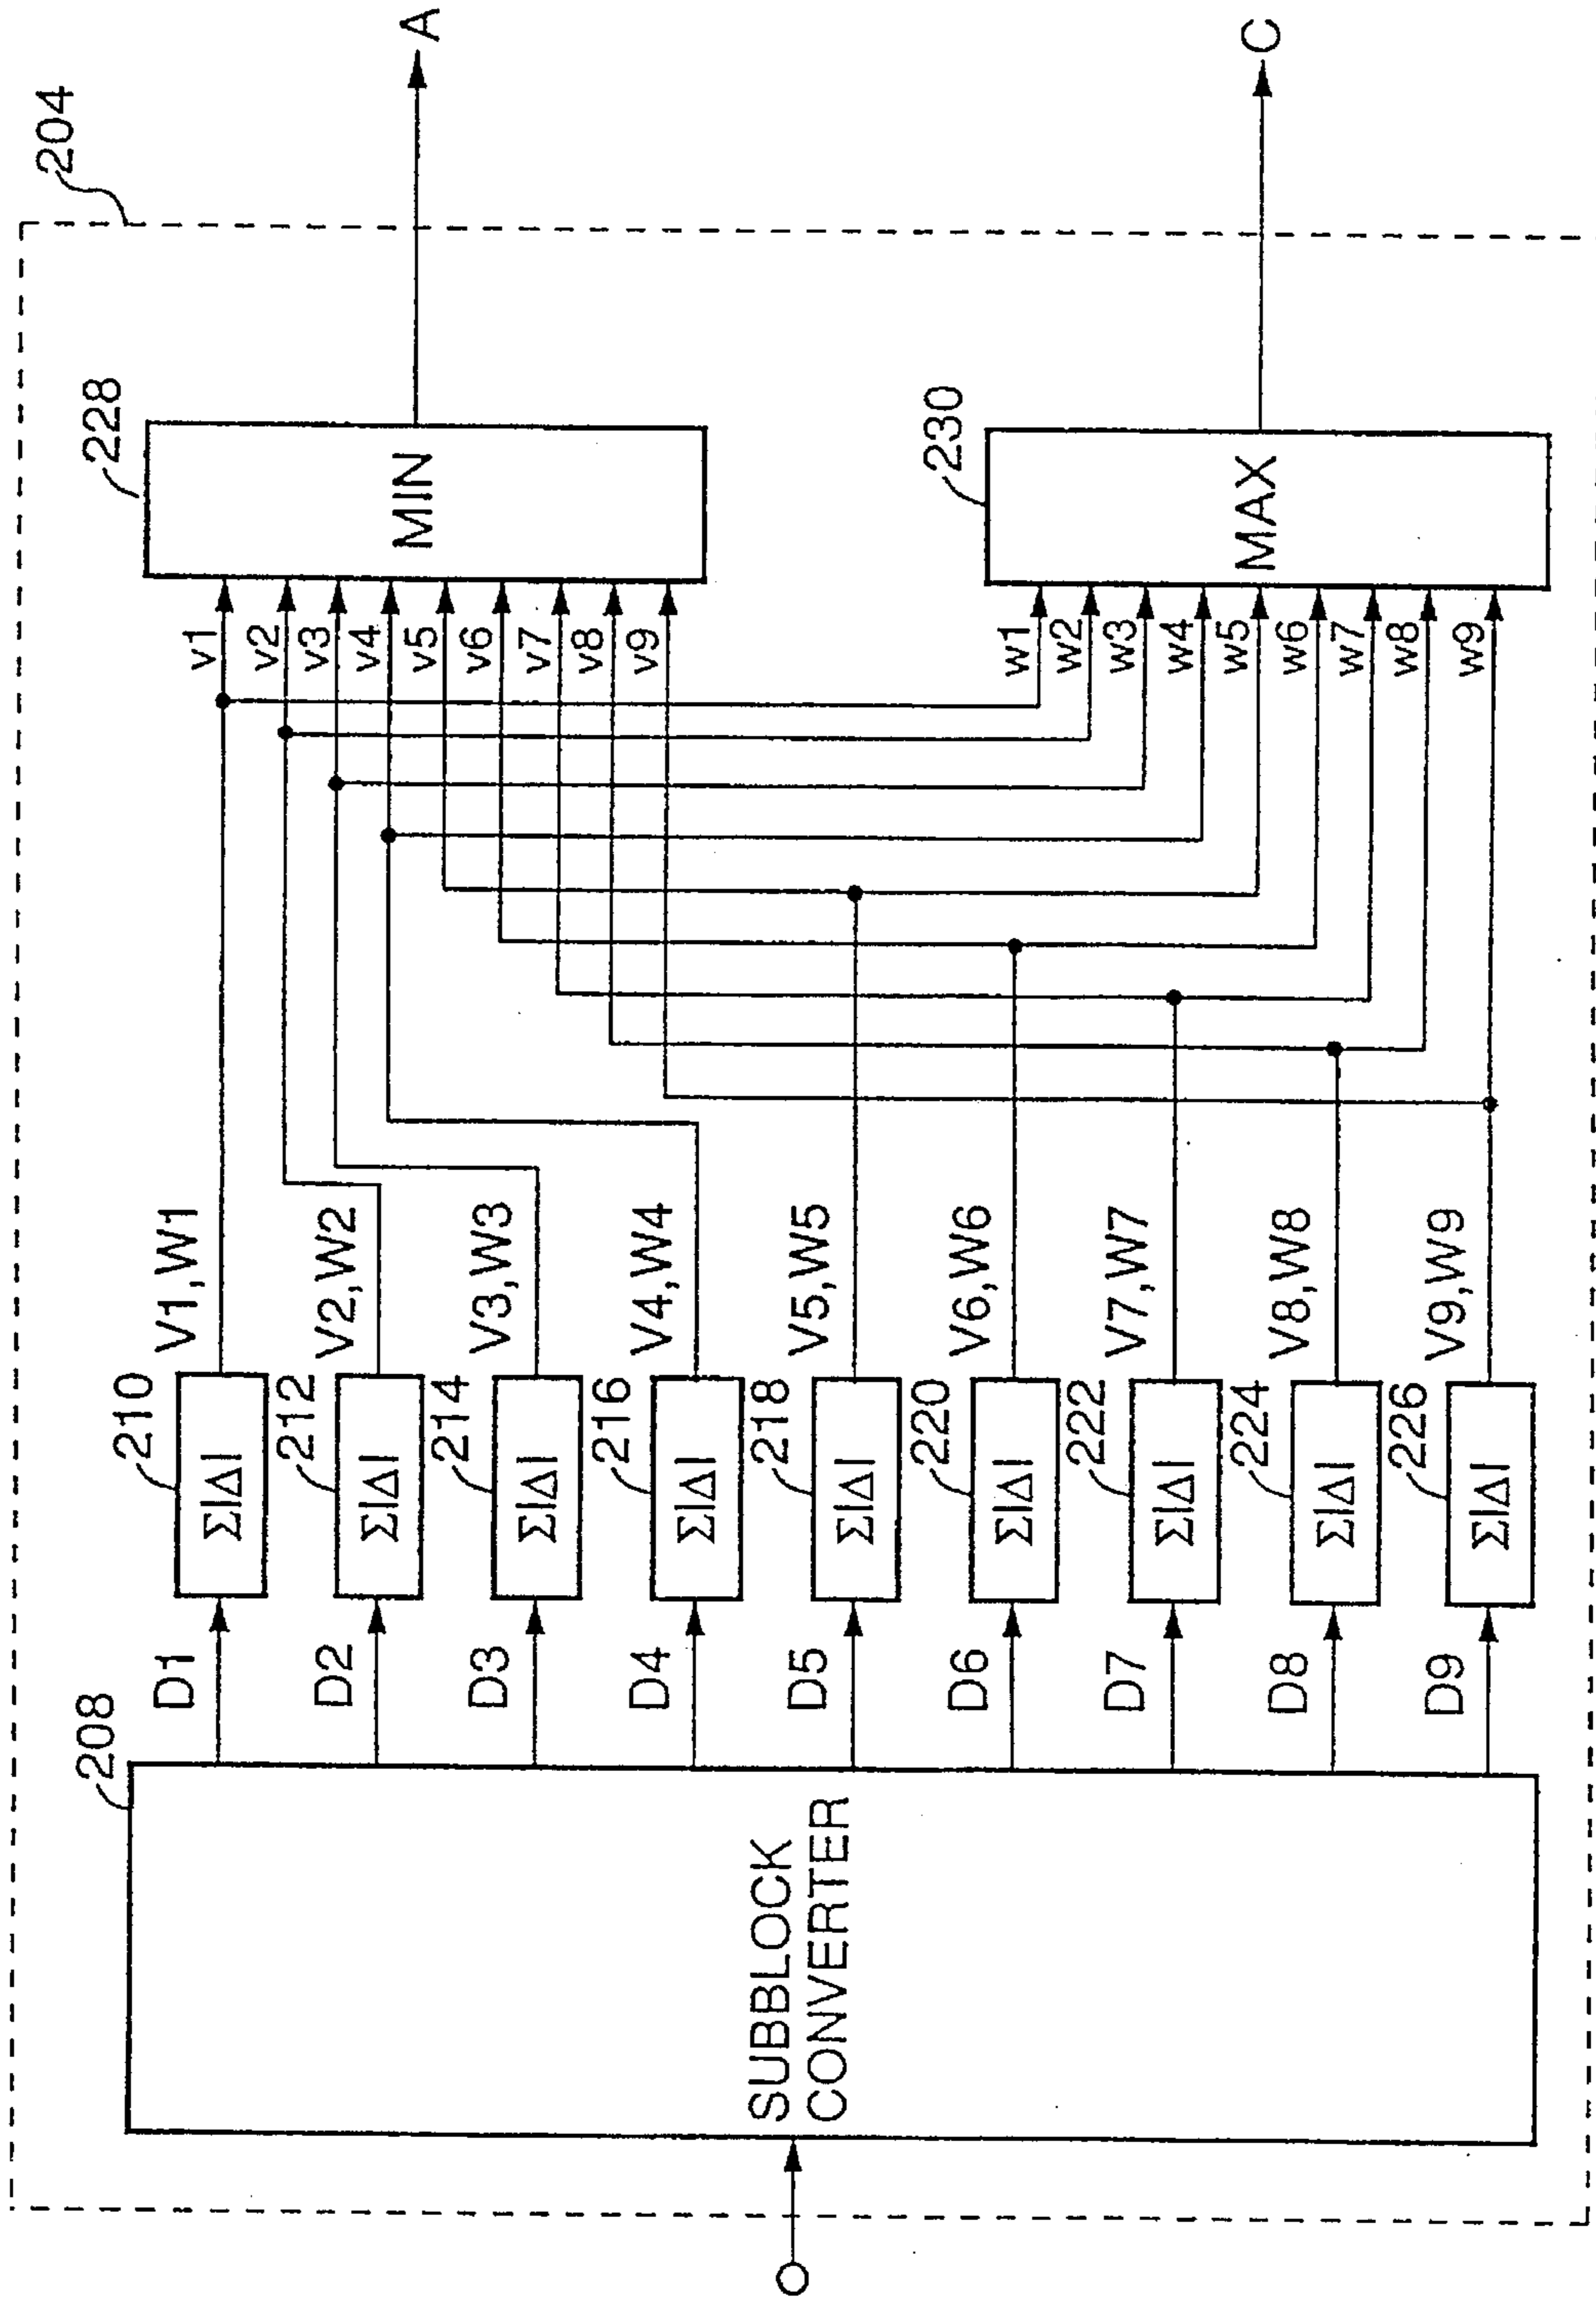 204
208
SUBBLOCK
CONVERTER
D1
D2
D3
D4
D5
D6
D7
D8
D9
210
Σ|Δ|
212
Σ|Δ|
214
Σ|Δ|
216
Σ|Δ|
218
Σ|Δ|
220
Σ|Δ|
222
Σ|Δ|
224
Σ|Δ|
226
Σ|Δ|
V1,W1
V2,W2
V3,W3
V4,W4
V5,W5
V6,W6
V7,W7
V8,W8
V9,W9
v1
v2
v3
v4
v5
v6
v7
v8
v9
228
MIN
A
w1
w2
w3
w4
w5
w6
w7
w8
w9
230
MAX
C